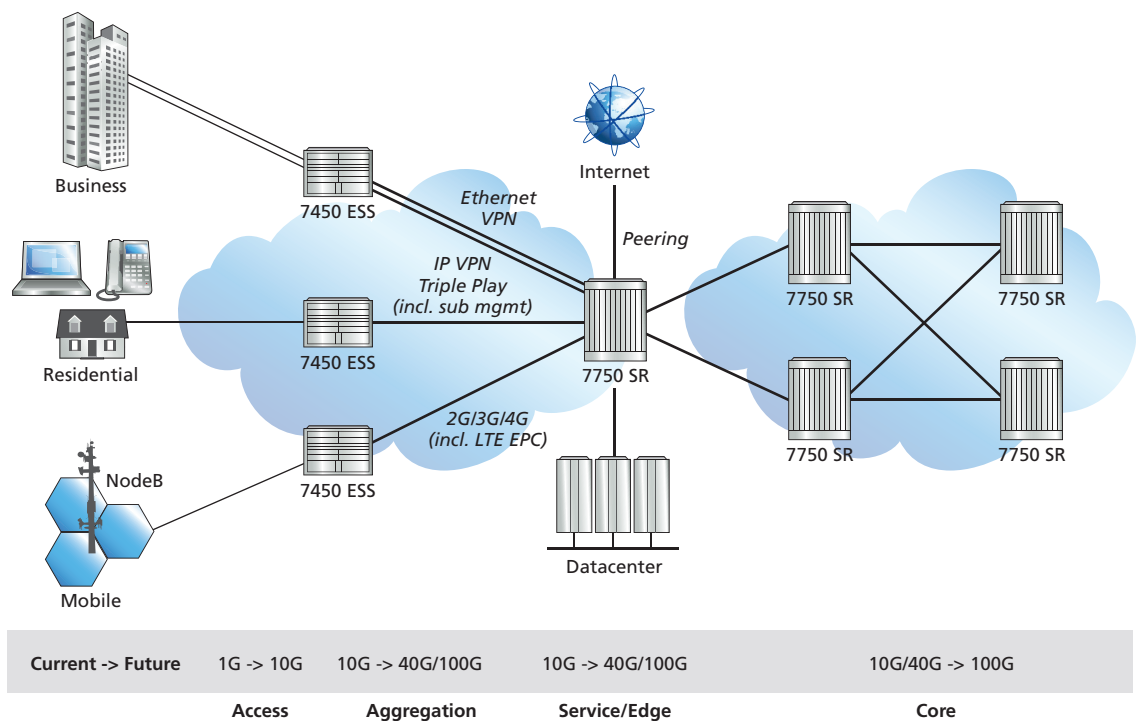 Business
7450 ESS
Ethernet
VPN
Internet
Peering
7750 SR
7750 SR
IP VPN
Triple Play
(incl. sub mgmt)
Residential
7450 ESS
7750 SR
2G/3G/4G
(incl. LTE EPC)
7750 SR
7750 SR
NodeB
7450 ESS
Mobile
Datacenter
Current -> Future 1G -> 10G 10G -> 40G/100G 10G -> 40G/100G 10G/40G -> 100G
Access Aggregation Service/Edge Core